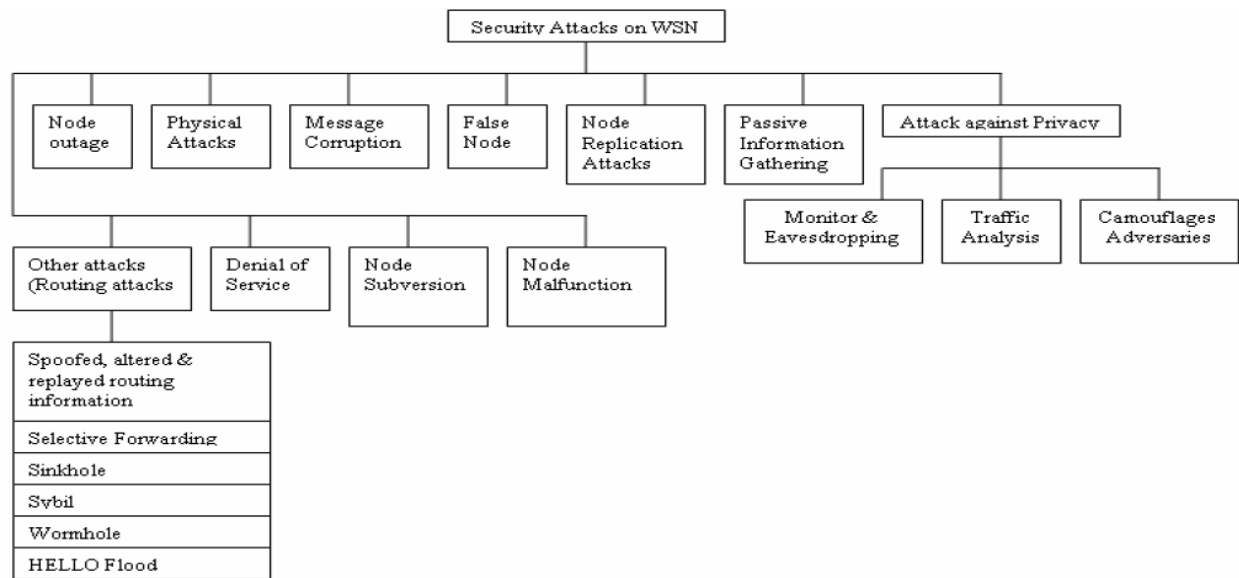 Security Attacks on WSN
Node
outage
Physical
Attacks
Message
Corruption
False
Node
Node
Replication
Attacks
Passive
Information
Gathering
Attack against Privacy
Monitor &
Eavesdropping
Traffic
Analysis
Camouflages
Adversaries
Other attacks
(Routing attacks
Denial of
Service
Node
Subversion
Node
Malfunction
Spoofed, altered &
replayed routing
information
Selective Forwarding
Sinkhole
Sybil
Wormhole
HELLO Flood